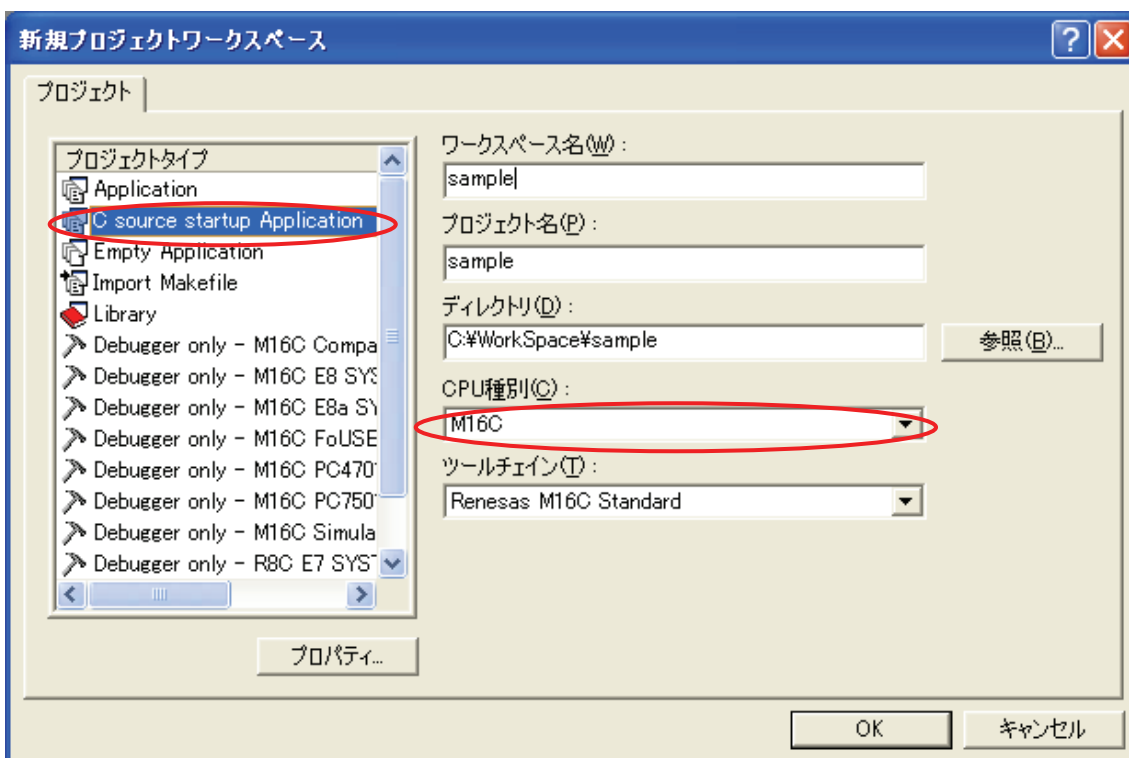 新規プロジェクトワークスペース
プロジェクト
プロジェクトタイプ
Application
C source startup Application
Empty Application
Import Makefile
Library
Debugger only - M16C Compa
Debugger only - M16C E8 SYS
Debugger only - M16C E8a SY
Debugger only - M16C FoUSE
Debugger only - M16C PC4701
Debugger only - M16C PC7501
Debugger only - M16C Simula
Debugger only - R8C E7 SYST
プロパティ...
ワークスペース名(W) :
sample
プロジェクト名(P) :
sample
ディレクトリ(D) :
C:¥WorkSpace¥sample
参照(B)...
CPU種別(C) :
M16C
ツールチェイン(T) :
Renesas M16C Standard
OK
キャンセル